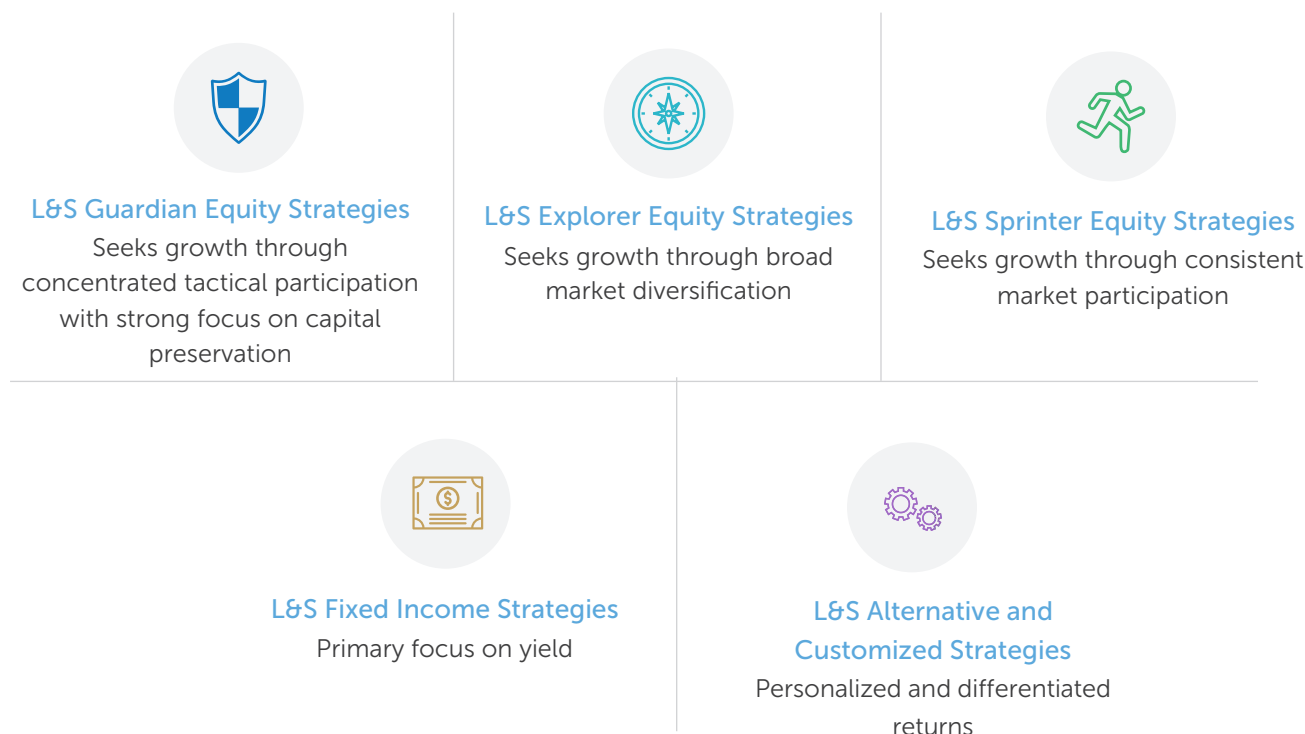 L&S Guardian Equity Strategies
Seeks growth through
concentrated tactical participation
with strong focus on capital
preservation
L&S Explorer Equity Strategies
Seeks growth through broad
market diversification
L&S Sprinter Equity Strategies
Seeks growth through consistent
market participation
$
L&S Fixed Income Strategies
Primary focus on yield
L&S Alternative and
Customized Strategies
Personalized and differentiated
returns